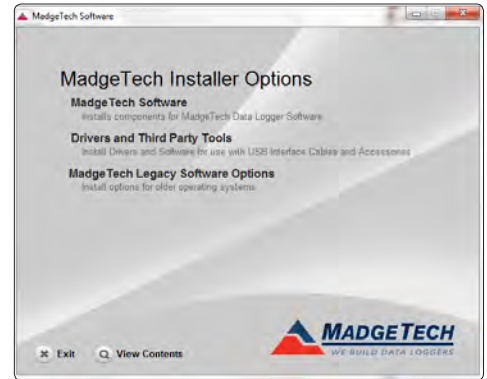 MadgeTech Software
MadgeTech Installer Options
MadgeTech Software
Installs components for MadgeTech Data Logger Software
Drivers and Third Party Tools
Install Drivers and Software for use with USB Interface Cables and Accessories
MadgeTech Legacy Software Options
Install options for older operating systems.
MADGETECH
WE BUILD DATA LOGGERS
Exit
View Contents